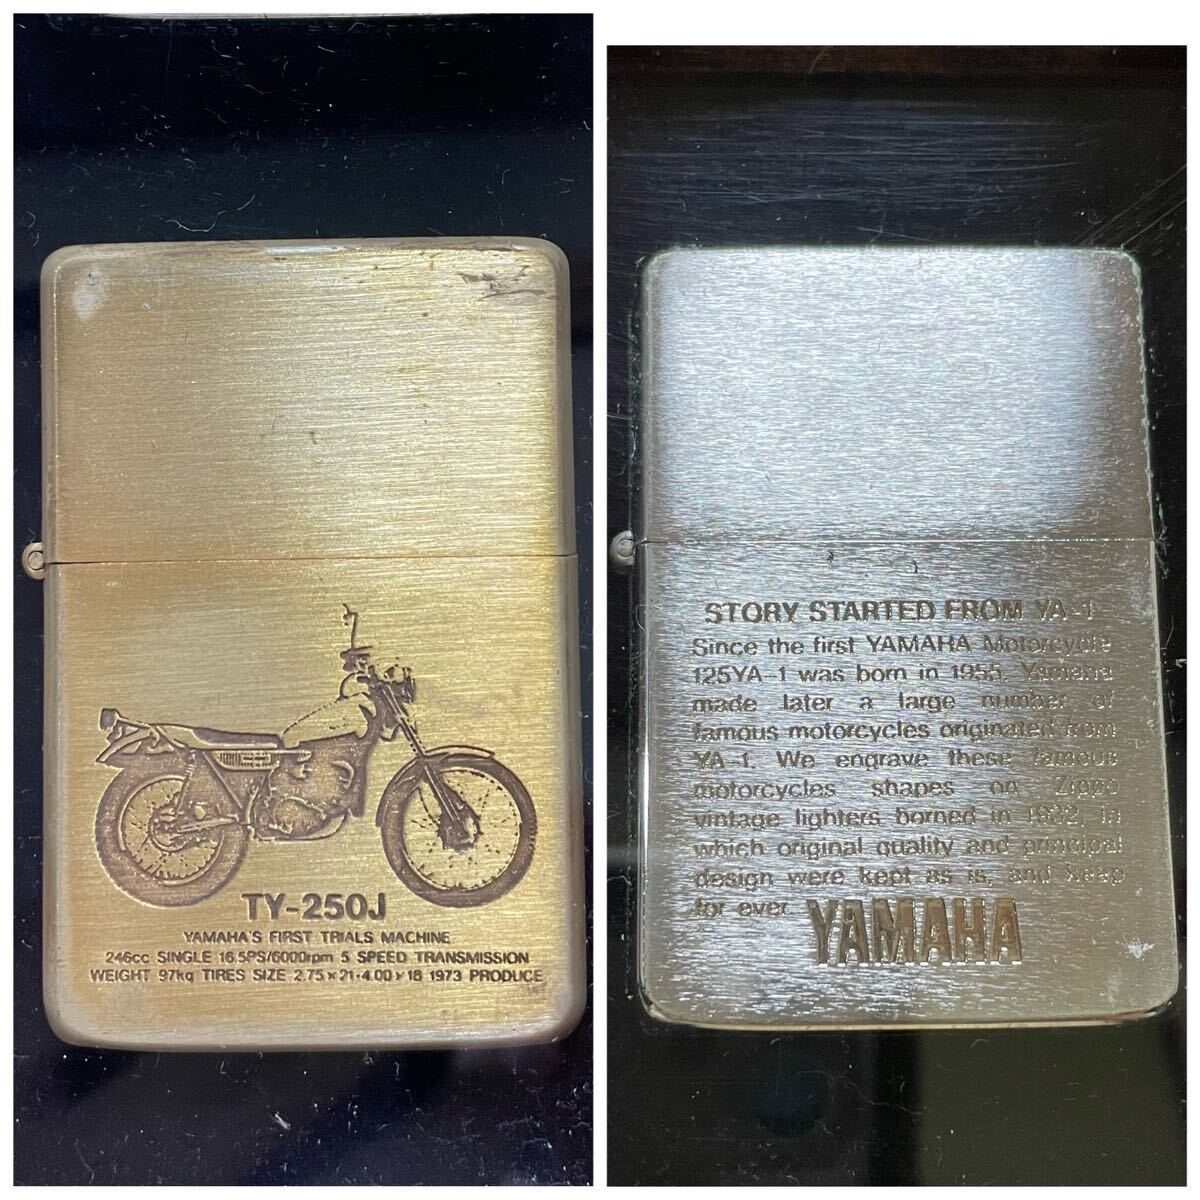 TY-250J
YAMAHA'S FIRST TRIALS MACHINE
246cc SINGLE 16.5PS/6000rpm 5 SPEED TRANSMISSION
WEIGHT 97kg TIRES SIZE 2.75×21·4.00×18 1973 PRODUCE
STORY STARTED FROM YA-1
Since the first YAMAHA Motorcycle
125YA-1 was born in 1955, Yamaha
made later a large number of
famous motorcycles originated from
YA-1. We engrave these famous
motorcycles shapes on Zippo
vintage lighters borned in 1932, in
which original quality and principal
design were kept as is, and keep
for ever.
YAMAHA